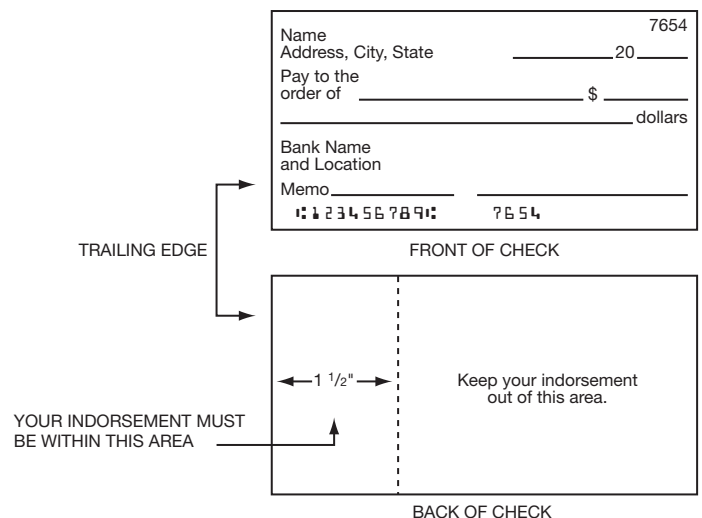 7654
Name
Address, City, State 20
Pay to the
order of $
dollars
Bank Name
and Location
Memo
⑆123456789⑆ 7654
TRAILING EDGE
FRONT OF CHECK
1 1/2"
Keep your indorsement
out of this area.
YOUR INDORSEMENT MUST
BE WITHIN THIS AREA
BACK OF CHECK